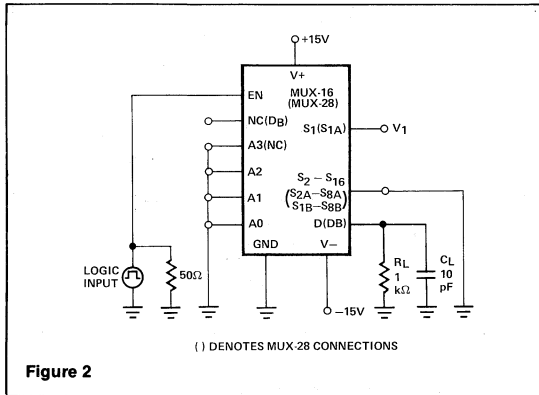 +15V
V+
EN
MUX-16
(MUX-28)
NC(DB)
S1(S1A)
V1
A3(NC)
A2
S2 – S16
(S2A–S8A)
(S1B–S8B)
A1
A0
D(DB)
GND
V–
LOGIC
INPUT
50Ω
RL
1
kΩ
CL
10
pF
–15V
( ) DENOTES MUX-28 CONNECTIONS
Figure 2